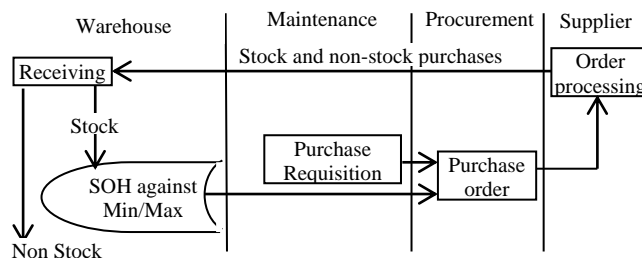 Warehouse Maintenance Procurement Supplier
Stock and non-stock purchases
Receiving
Order
processing
Stock
Purchase
Requisition
Purchase
order
SOH against
Min/Max
Non Stock